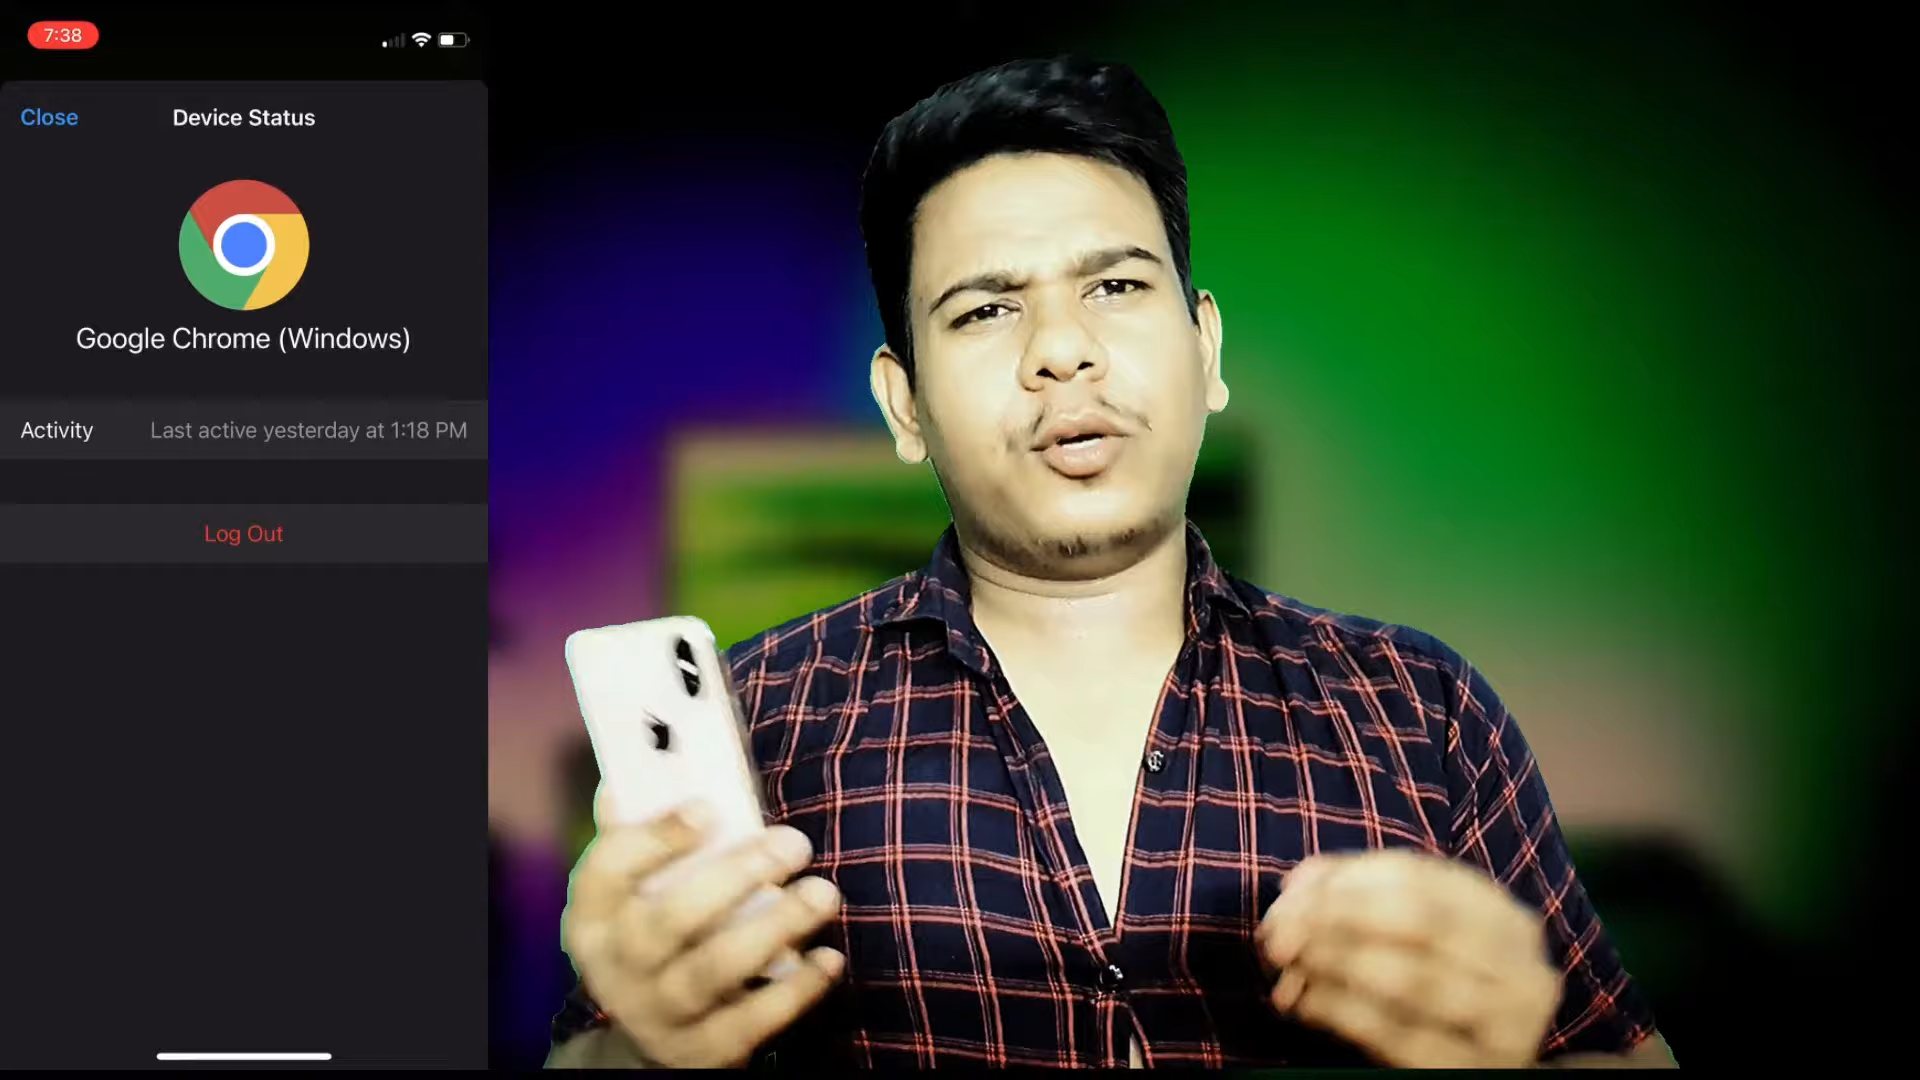 7:38
Close
Device Status
Google Chrome (Windows)
Activity
Last active yesterday at 1:18 PM
Log Out